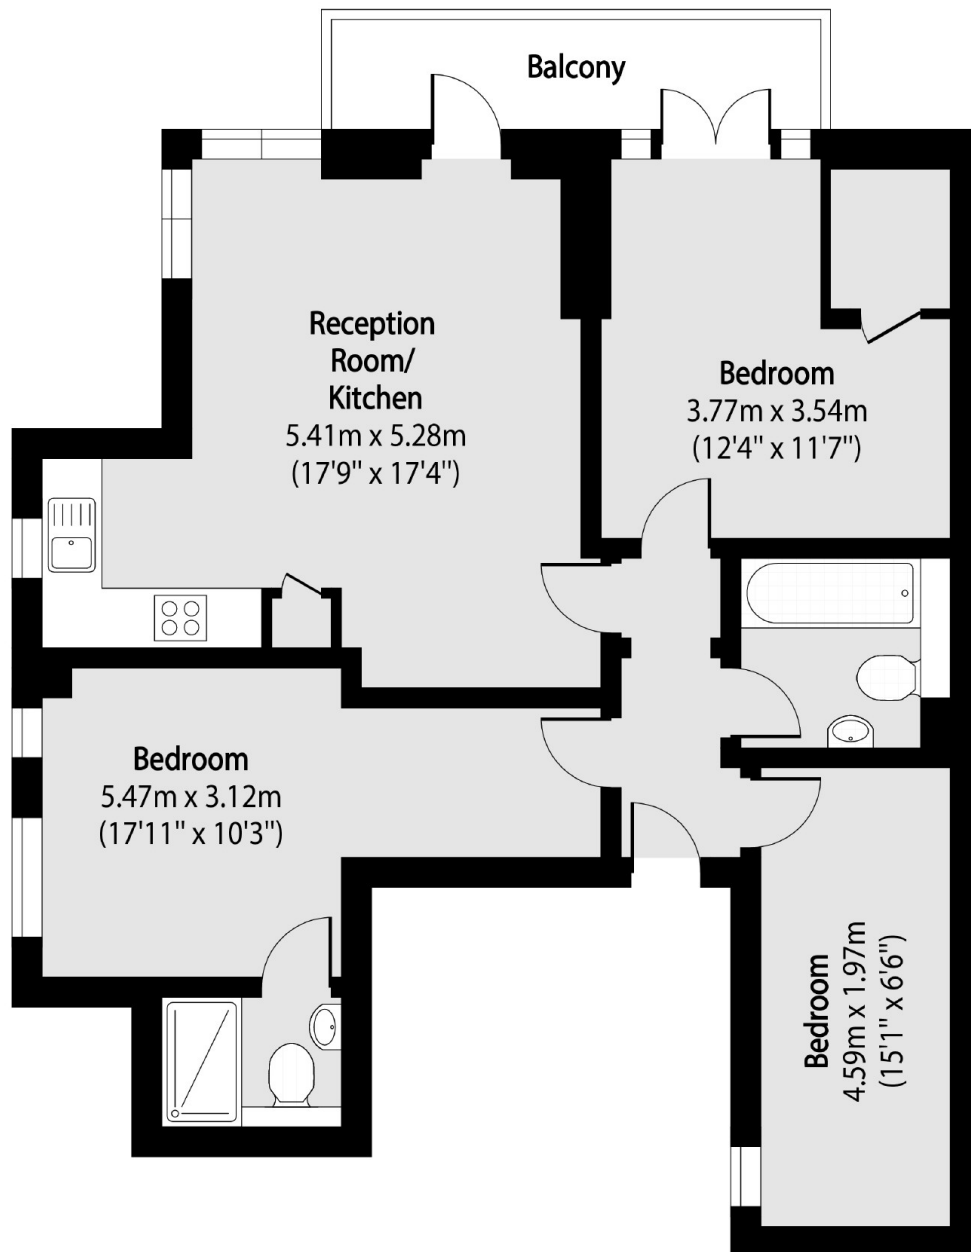 Balcony
Reception
Room/
Kitchen
5.41m x 5.28m
(17'9" x 17'4")
Bedroom
3.77m x 3.54m
(12'4" x 11'7")
Bedroom
5.47m x 3.12m
(17'11" x 10'3")
Bedroom
4.59m x 1.97m
(15'1" x 6'6")